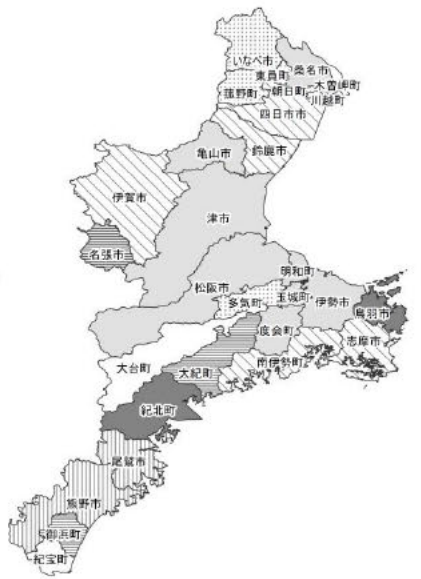 いなべ市
桑名市
東員町
木曽岬町
菰野町
朝日町
川越町
四日市市
鈴鹿市
亀山市
伊賀市
津市
名張市
明和町
松阪市
多気町
玉城町
伊勢市
鳥羽市
度会町
志摩市
大台町
大紀町
南伊勢町
紀北町
尾鷲市
熊野市
御浜町
紀宝町